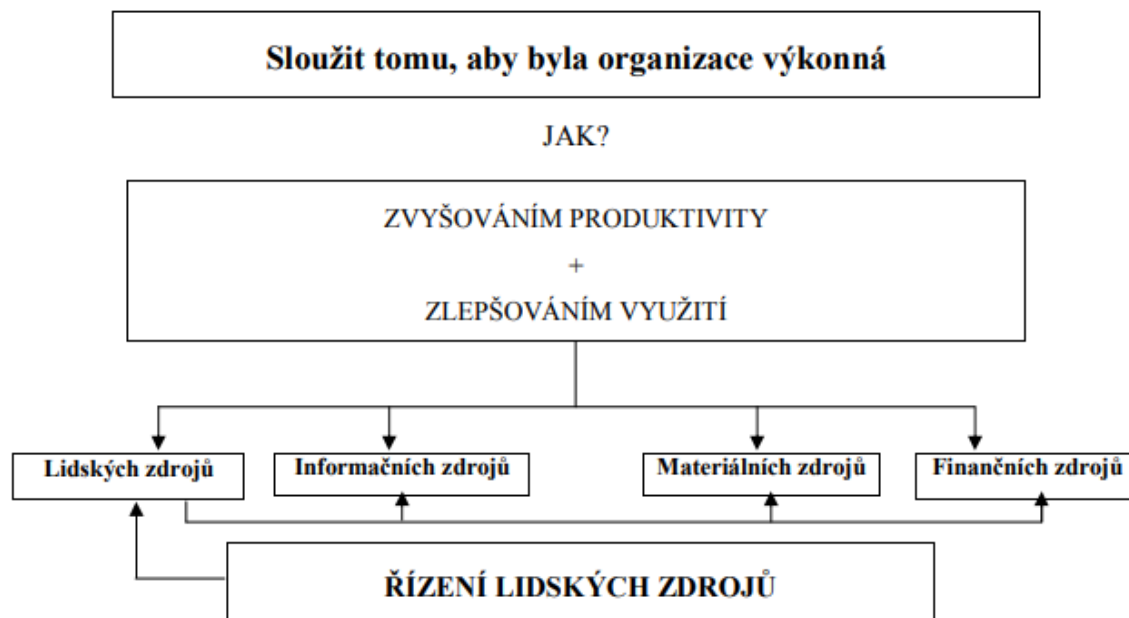 Sloužit tomu, aby byla organizace výkonná
JAK?
ZVYŠOVÁNÍM PRODUKTIVITY
+
ZLEPŠOVÁNÍM VYUŽITÍ
Lidských zdrojů
Informačních zdrojů
Materiálních zdrojů
Finančních zdrojů
ŘÍZENÍ LIDSKÝCH ZDROJŮ